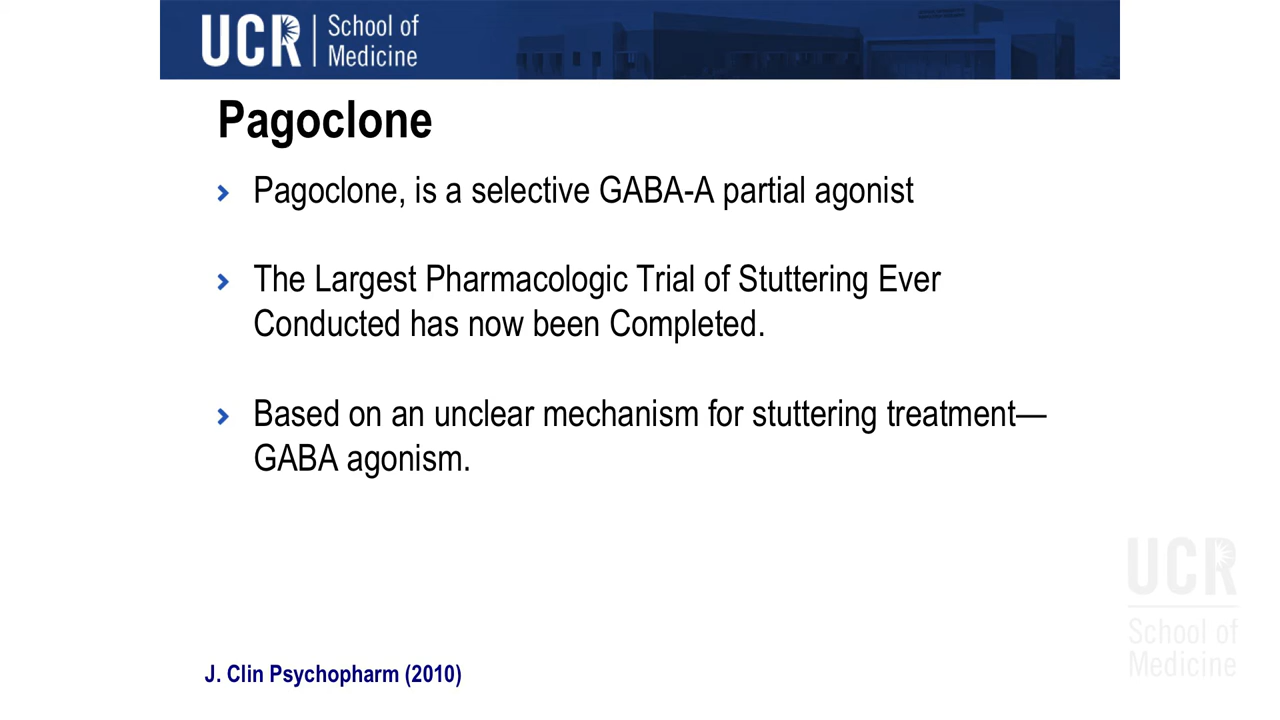 UCR School of
Medicine
Pagoclone
Pagoclone, is a selective GABA-A partial agonist
The Largest Pharmacologic Trial of Stuttering Ever
Conducted has now been Completed.
Based on an unclear mechanism for stuttering treatment—
GABA agonism.
UCR
School of
Medicine
J. Clin Psychopharm (2010)